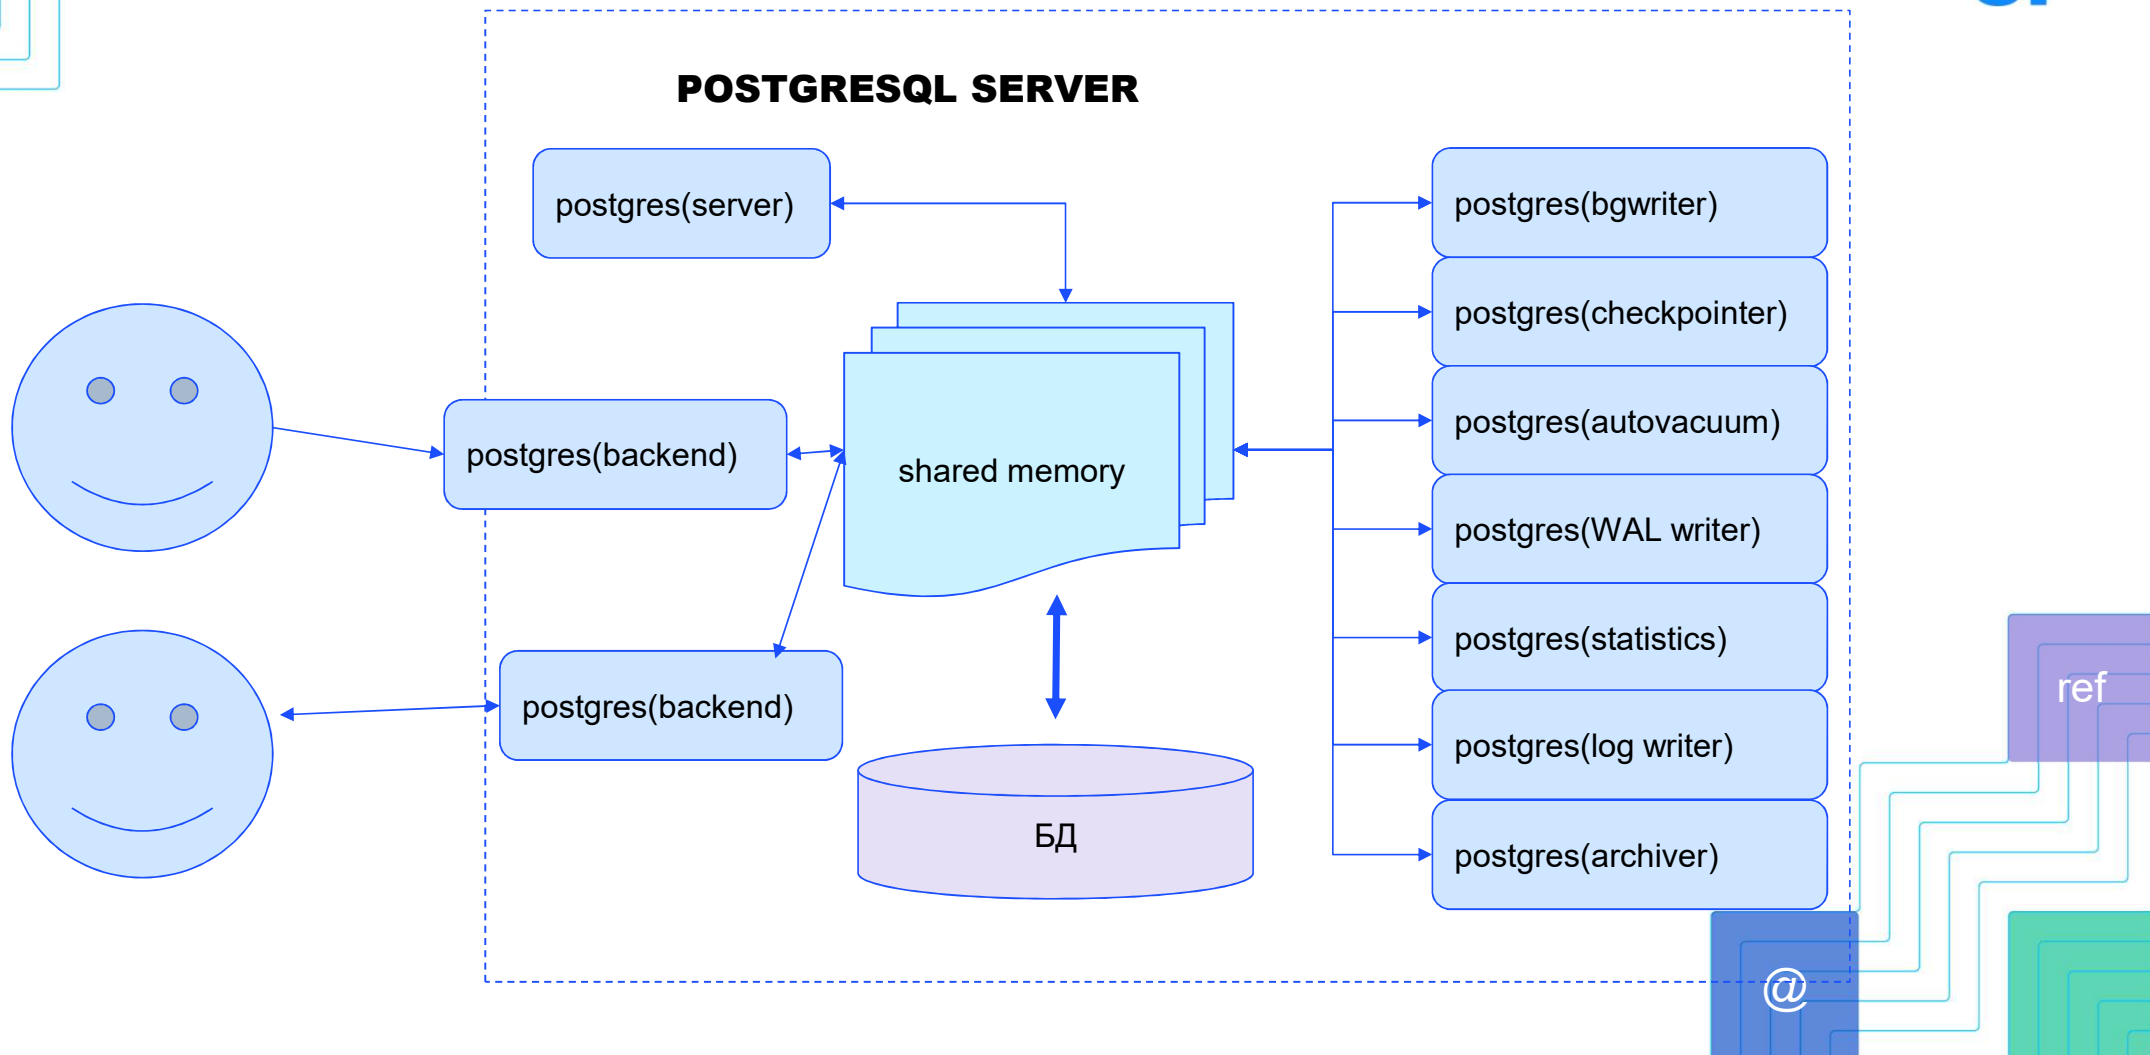 POSTGRESQL SERVER
postgres(server)
postgres(backend)
postgres(backend)
shared memory
БД
postgres(bgwriter)
postgres(checkpointer)
postgres(autovacuum)
postgres(WAL writer)
postgres(statistics)
postgres(log writer)
postgres(archiver)
ref
@